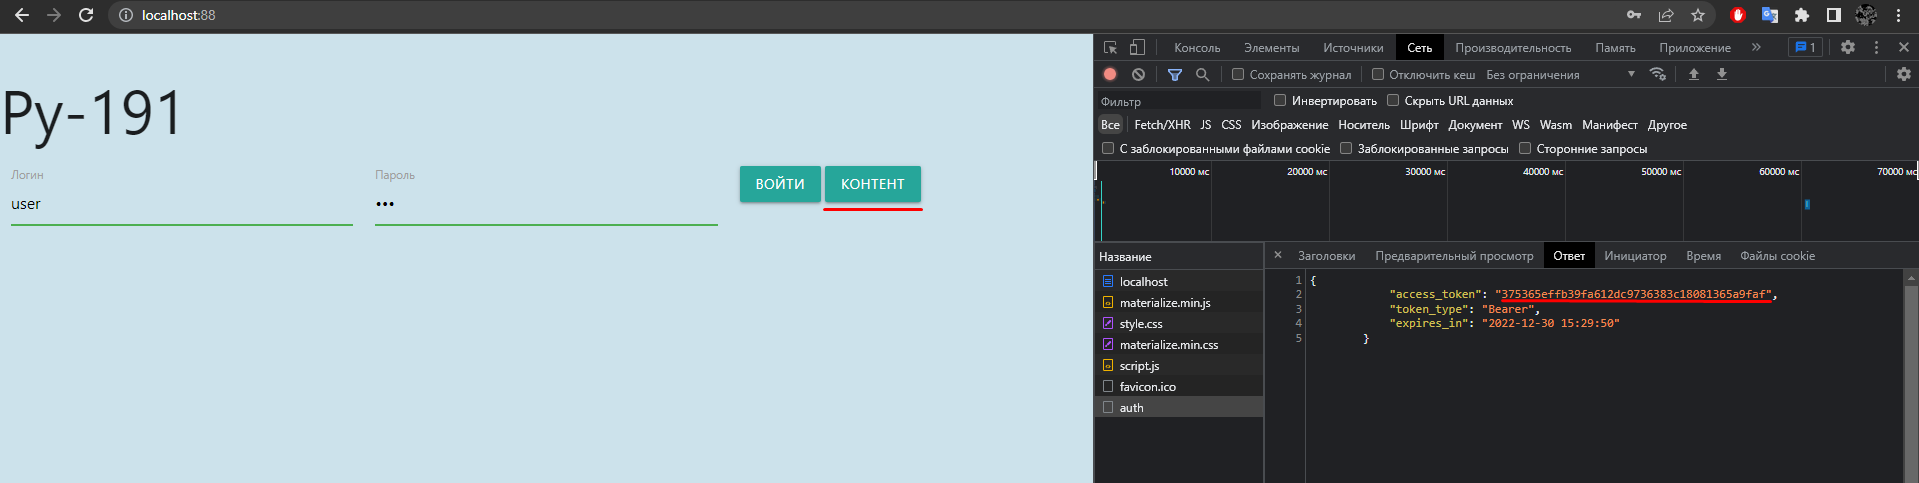 localhost:88
Py-191
Логин
Пароль
user
•••
ВОЙТИ
КОНТЕНТ
Консоль Элементы Источники Сеть Производительность Память Приложение » 1
Сохранять журнал Отключить кеш Без ограничения
Фильтр Инвертировать Скрыть URL данных
Все Fetch/XHR JS CSS Изображение Носитель Шрифт Документ WS Wasm Манифест Другое
С заблокированными файлами cookie Заблокированные запросы Сторонние запросы
10000 мс 20000 мс 30000 мс 40000 мс 50000 мс 60000 мс 70000 мс
Название
localhost
materialize.min.js
style.css
materialize.min.css
script.js
favicon.ico
auth
× Заголовки Предварительный просмотр Ответ Инициатор Время Файлы cookie
1 {
2 "access_token": "375365effb39fa612dc9736383c18081365a9faf",
3 "token_type": "Bearer",
4 "expires_in": "2022-12-30 15:29:50"
5 }